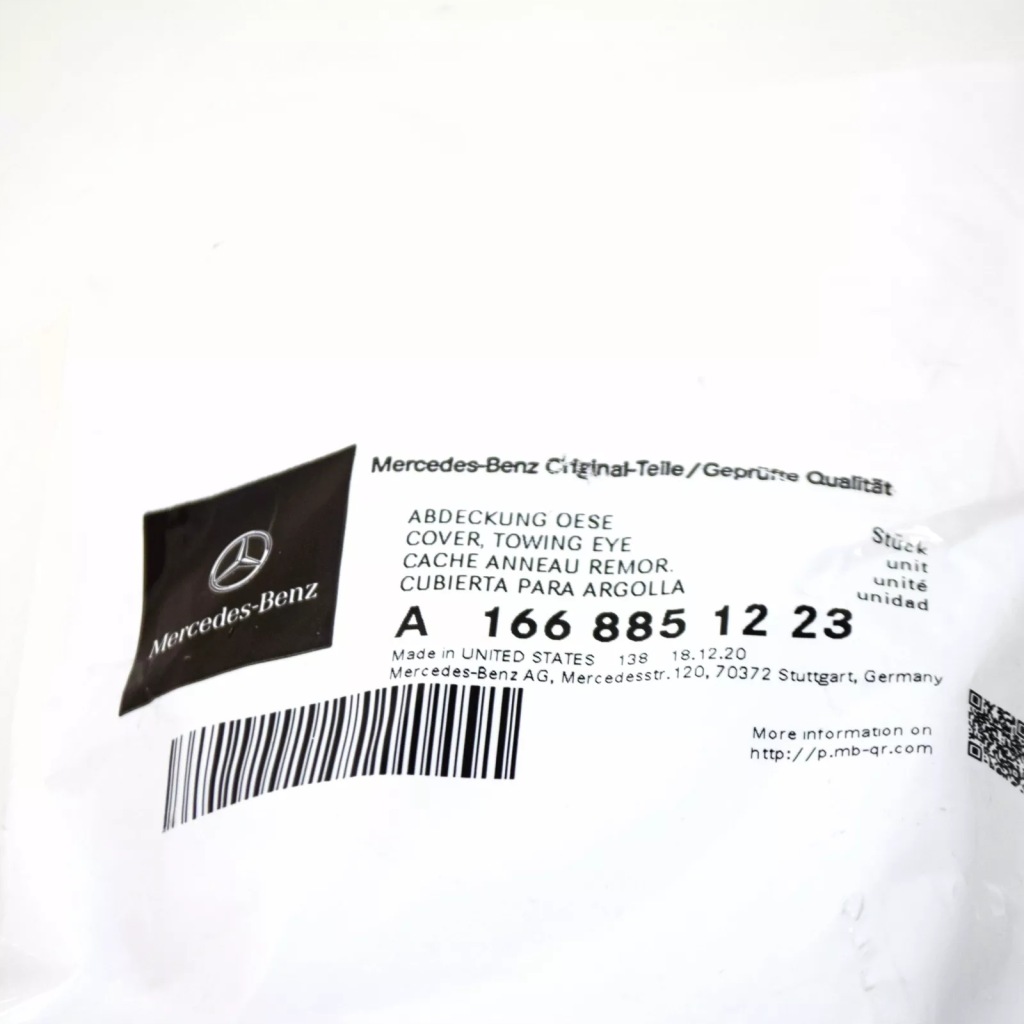 Mercedes-Benz Original-Teile/Geprüfte Qualität
Mercedes-Benz
ABDECKUNG OESE
COVER, TOWING EYE
CACHE ANNEAU REMOR.
CUBIERTA PARA ARGOLLA
Stück
unit
unité
unidad
A 166 885 12 23
Made in UNITED STATES 138 18.12.20
Mercedes-Benz AG, Mercedesstr.120, 70372 Stuttgart, Germany
More information on
http://p.mb-qr.com